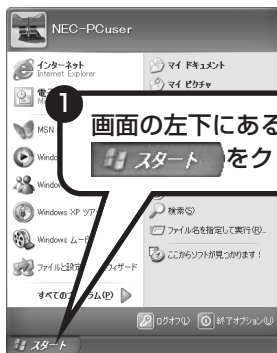 NEC-PCuser
インターネット
Internet Explorer
マイ ドキュメント
マイ ピクチャ
電子
1
画面の左下にある
スタート をク
MSN
Windo
Window
Windows XP ツア
検索(S)
ファイル名を指定して実行(R)...
Windows ムービ
ここからソフトが見つかります!
ファイルと設定 ウィザード
すべての ラム(P)
ログオフ(L)
終了オプション(U)
スタート